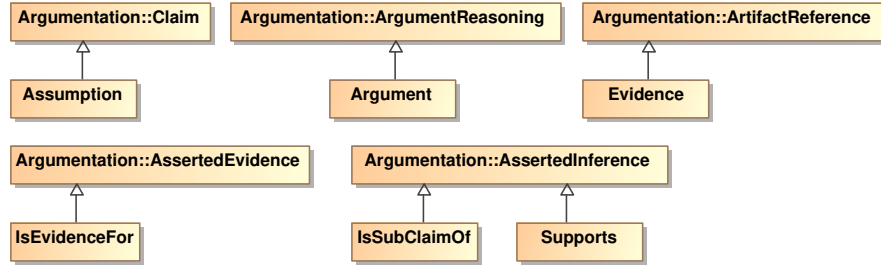 Argumentation::Claim
Argumentation::ArgumentReasoning
Argumentation::ArtifactReference
Assumption
Argument
Evidence
Argumentation::AssertedEvidence
Argumentation::AssertedInference
IsEvidenceFor
IsSubClaimOf
Supports